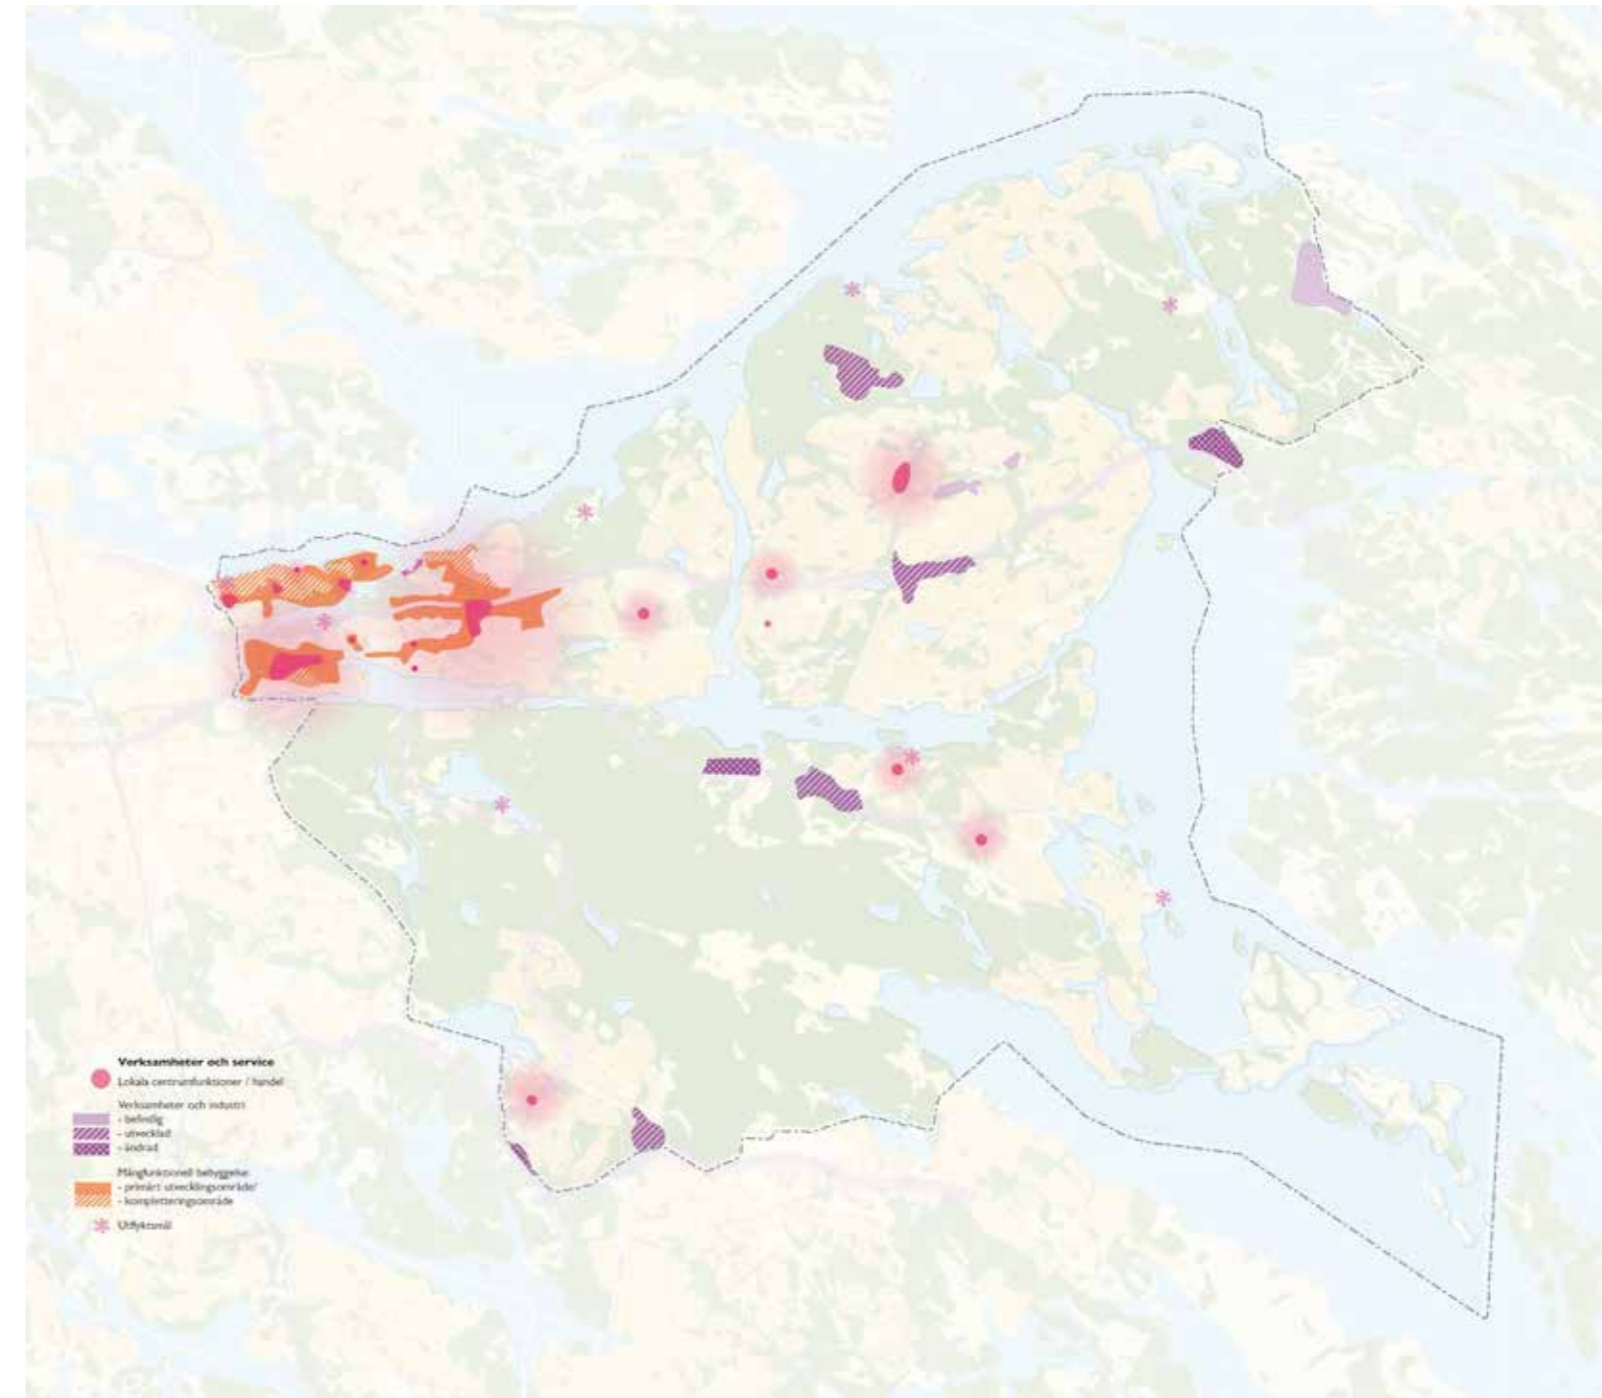 Verksamheter och service
Lokala centrumfunktioner / handel
Verksamheter och industri
- befintlig
- utvecklad
- ändrad
Mångfunktionell bebyggelse
- primärt utvecklingsområde/
- kompletteringsområde
Utflyktsmål